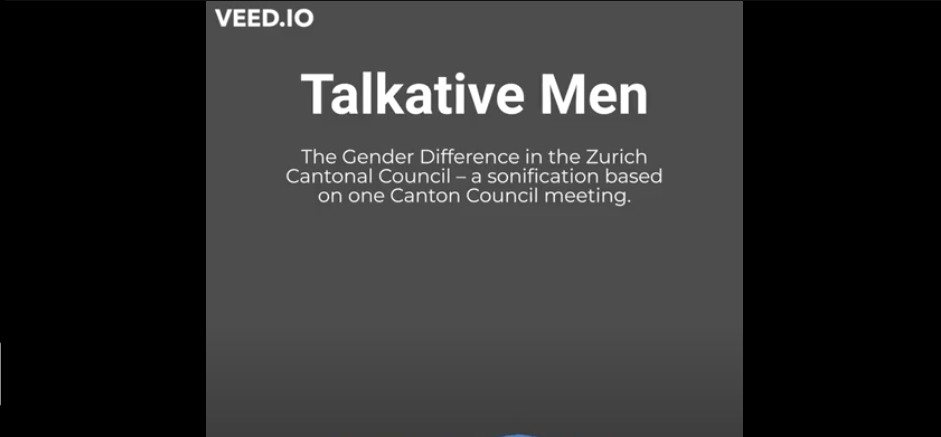 VEED.IO
Talkative Men
The Gender Difference in the Zurich
Cantonal Council – a sonification based
on one Canton Council meeting.